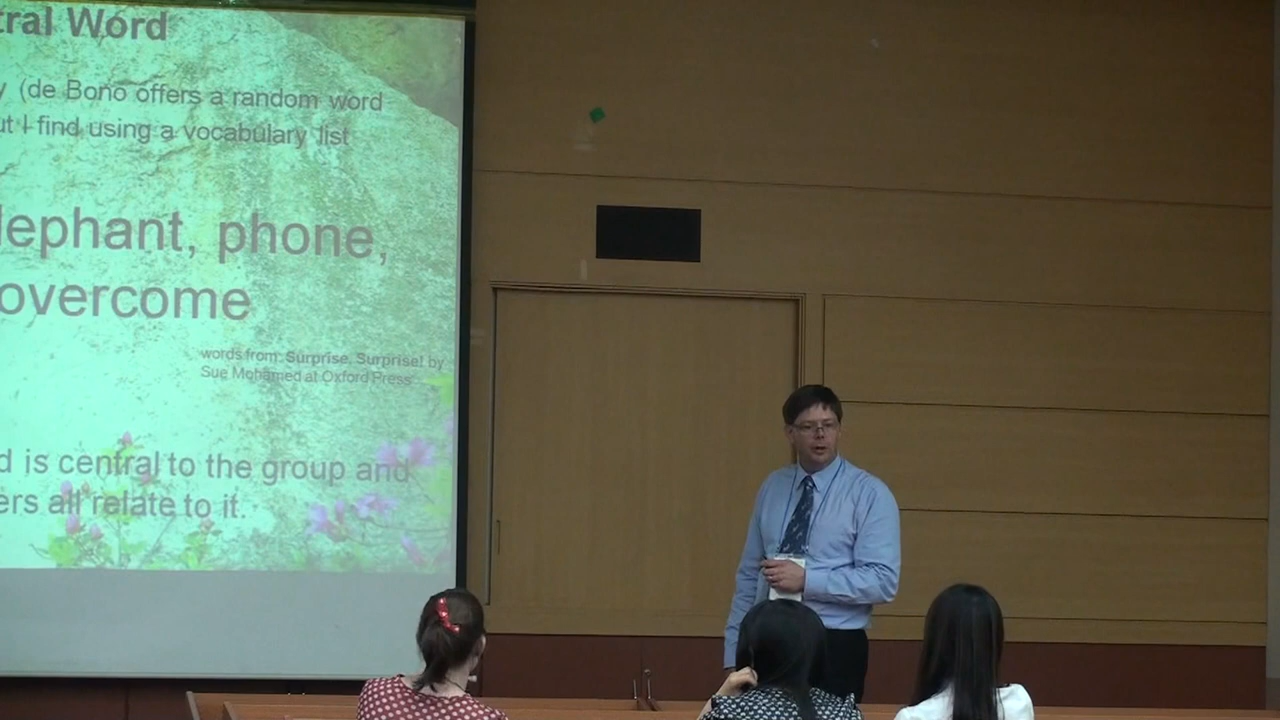 tral Word
y (de Bono offers a random word
ut I find using a vocabulary list
lephant, phone,
overcome
words from: Surprise, Surprise! by
Sue Mohamed at Oxford Press
d is central to the group and
ers all relate to it.